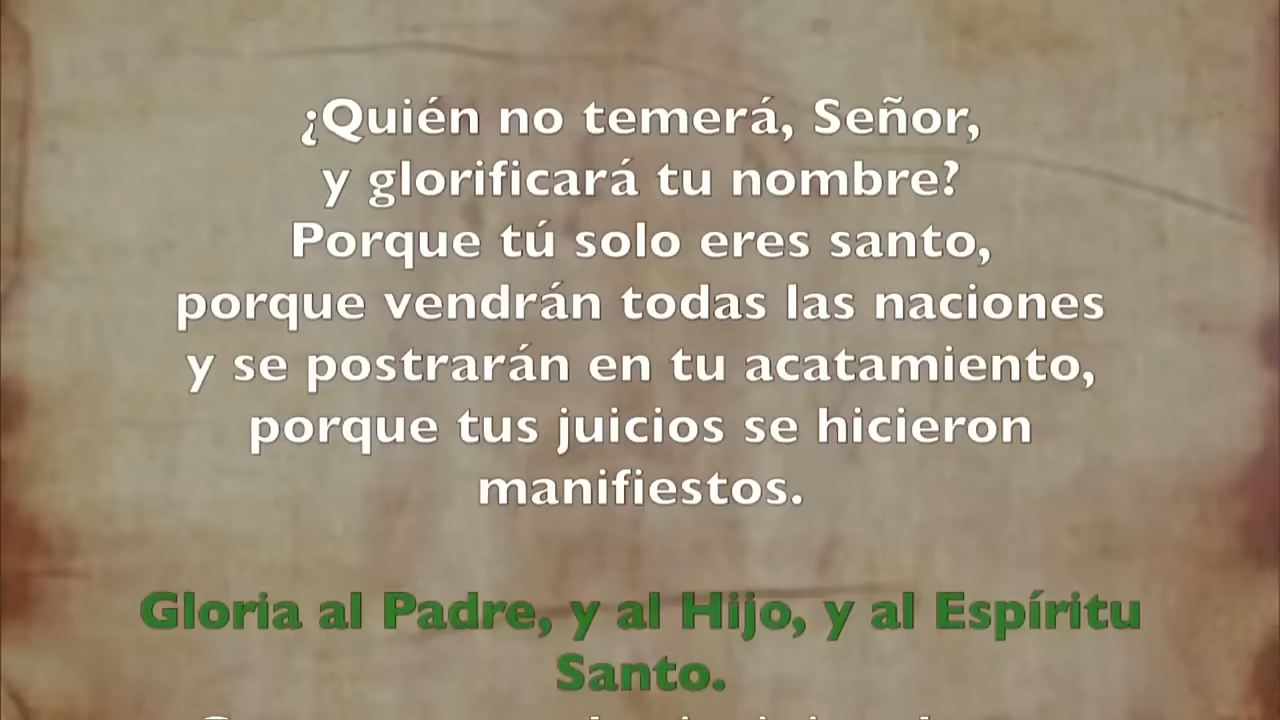 ¿Quién no temerá, Señor,
y glorificará tu nombre?
Porque tú solo eres santo,
porque vendrán todas las naciones
y se postrarán en tu acatamiento,
porque tus juicios se hicieron
manifiestos.
Gloria al Padre, y al Hijo, y al Espíritu
Santo.